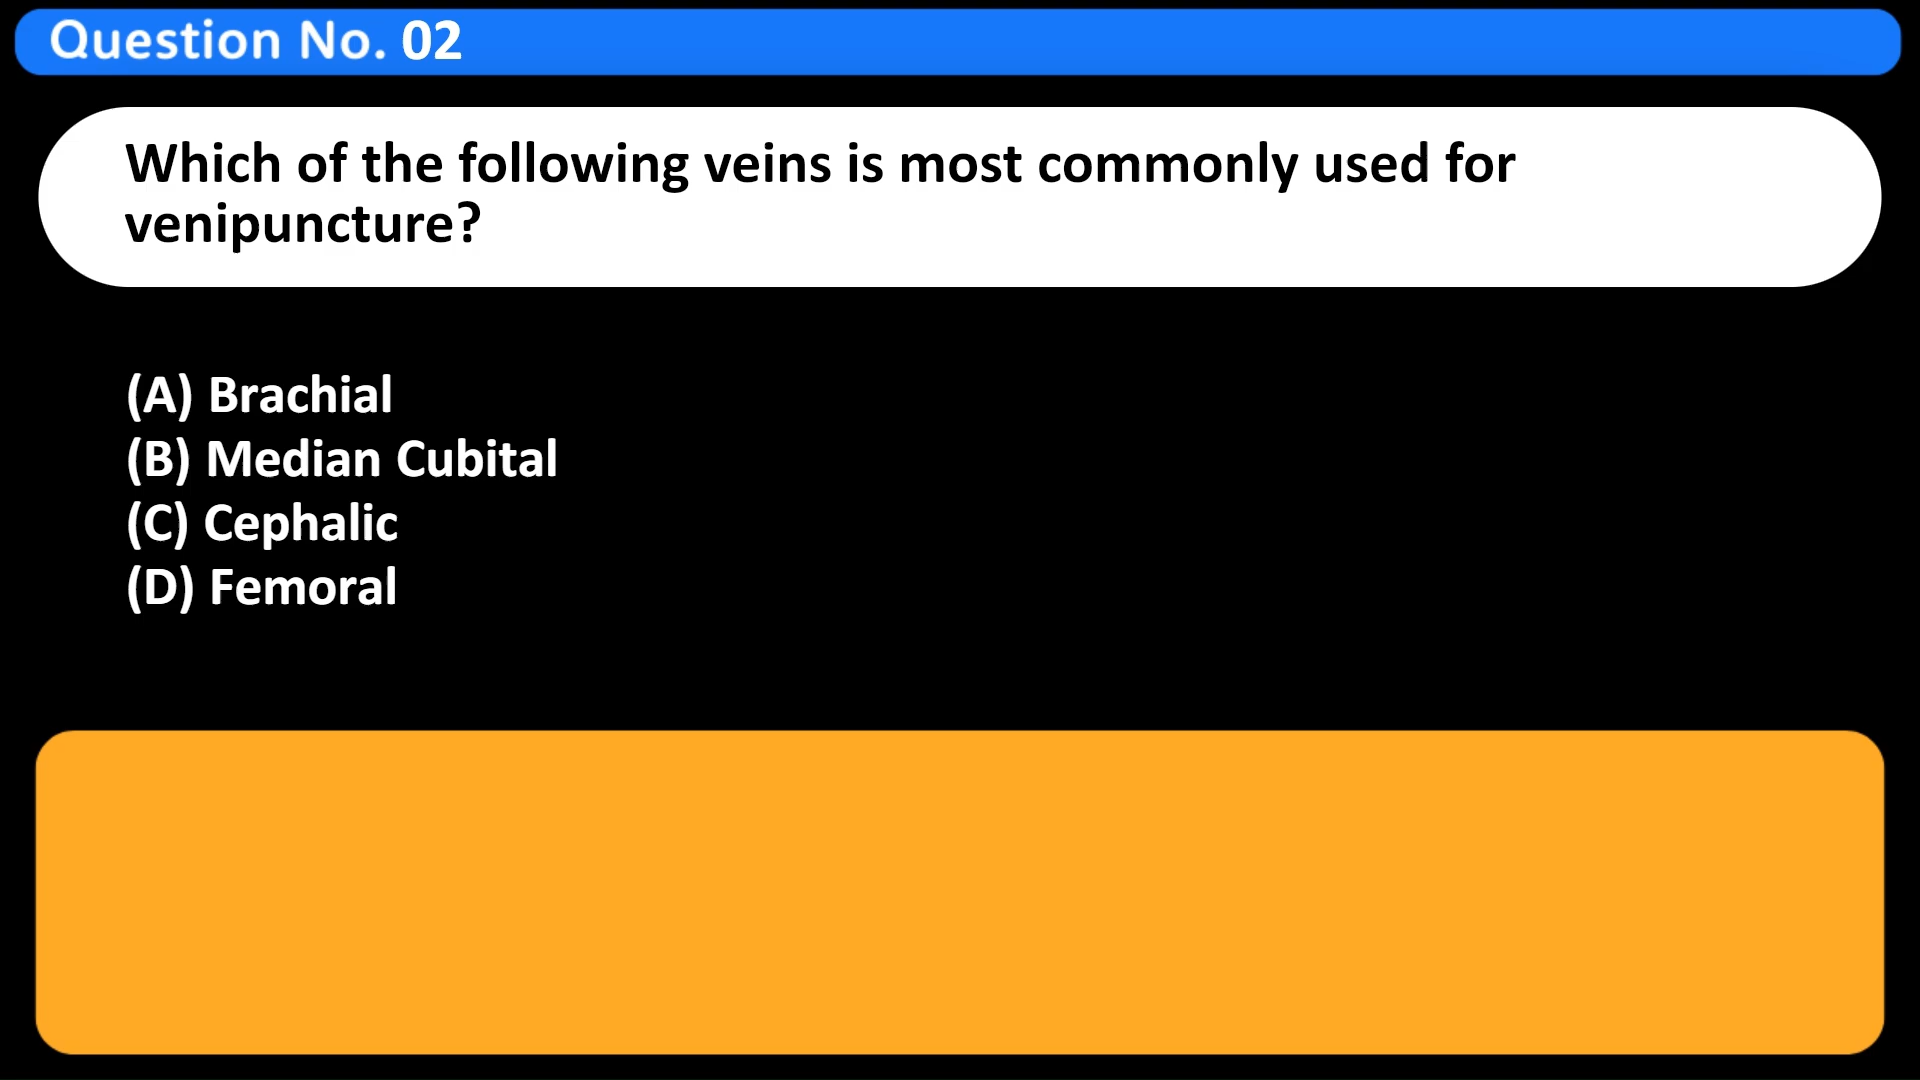 Question No. 02
Which of the following veins is most commonly used for
venipuncture?
(A) Brachial
(B) Median Cubital
(C) Cephalic
(D) Femoral